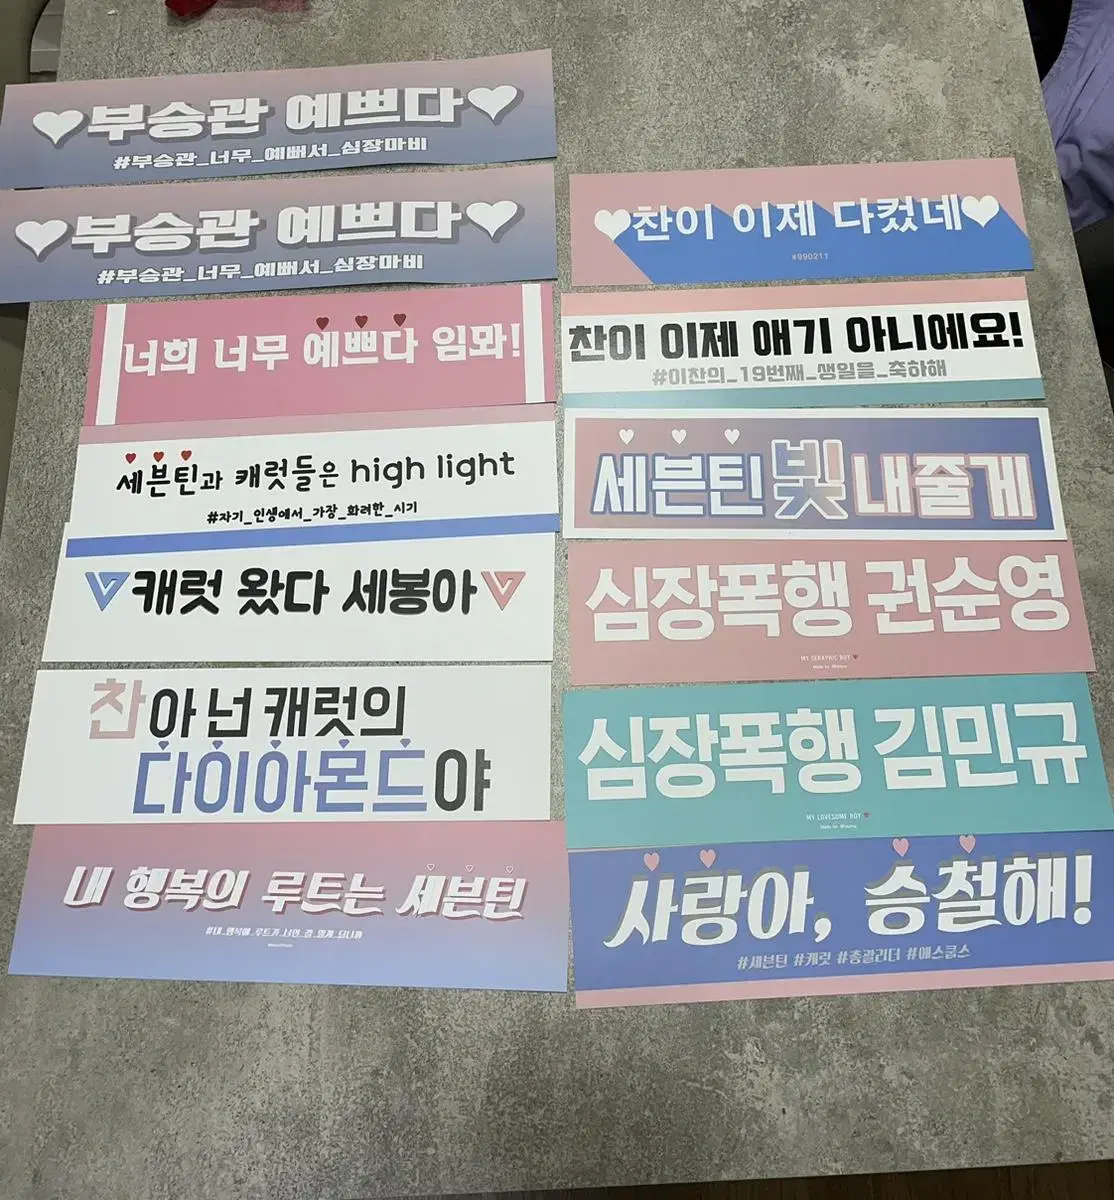 부승관 예쁘다
#부승관_너무_예뻐서_심장마비
부승관 예쁘다
#부승관_너무_예뻐서_심장마비
너희 너무 예쁘다 임뫄!
세븐틴과 캐럿들은 high light
#자기_인생에서_가장_화려한_시기
캐럿 왔다 세봉아
찬아 넌 캐럿의
다이아몬드야
내 행복의 루트는 세븐틴
찬이 이제 다컸네
#990211
찬이 이제 애기 아니에요!
#이찬의_19번째_생일을_축하해
세븐틴 빛내줄게
심장폭행 권순영
MY SERAPHIC BOY
심장폭행 김민규
MY LOVESOME BOY
사랑아, 승철해!
#세븐틴 #캐럿 #총괄리더 #에스쿱스